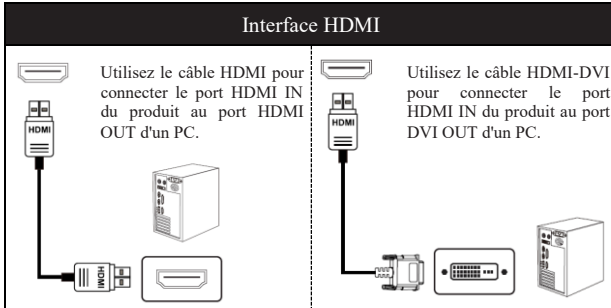 Interface HDMI
Utilisez le câble HDMI pour
connecter le port HDMI IN
du produit au port HDMI
OUT d'un PC.
HDMI
HDMI
Utilisez le câble HDMI-DVI
pour connecter le port
HDMI IN du produit au port
DVI OUT d'un PC.
HDMI